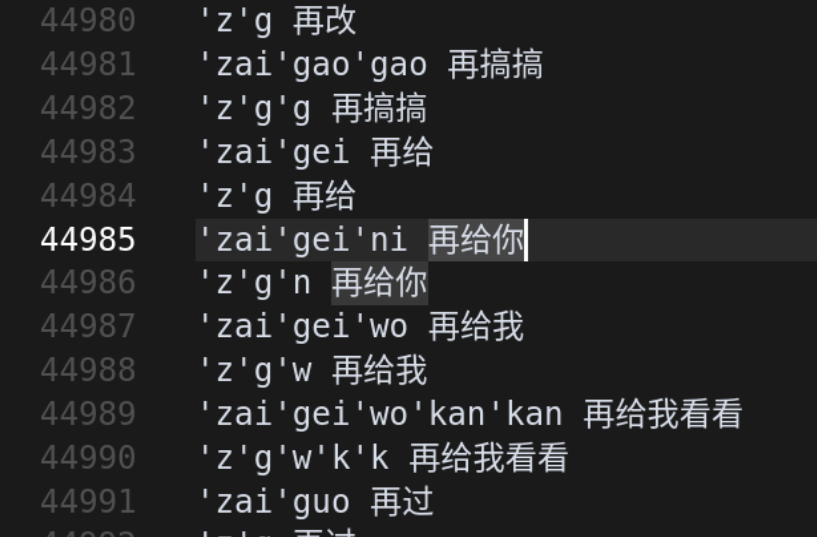 44980 'z'g 再改
44981 'zai'gao'gao 再搞搞
44982 'z'g'g 再搞搞
44983 'zai'gei 再给
44984 'z'g 再给
44985 'zai'gei'ni 再给你
44986 'z'g'n 再给你
44987 'zai'gei'wo 再给我
44988 'z'g'w 再给我
44989 'zai'gei'wo'kan'kan 再给我看看
44990 'z'g'w'k'k 再给我看看
44991 'zai'guo 再过